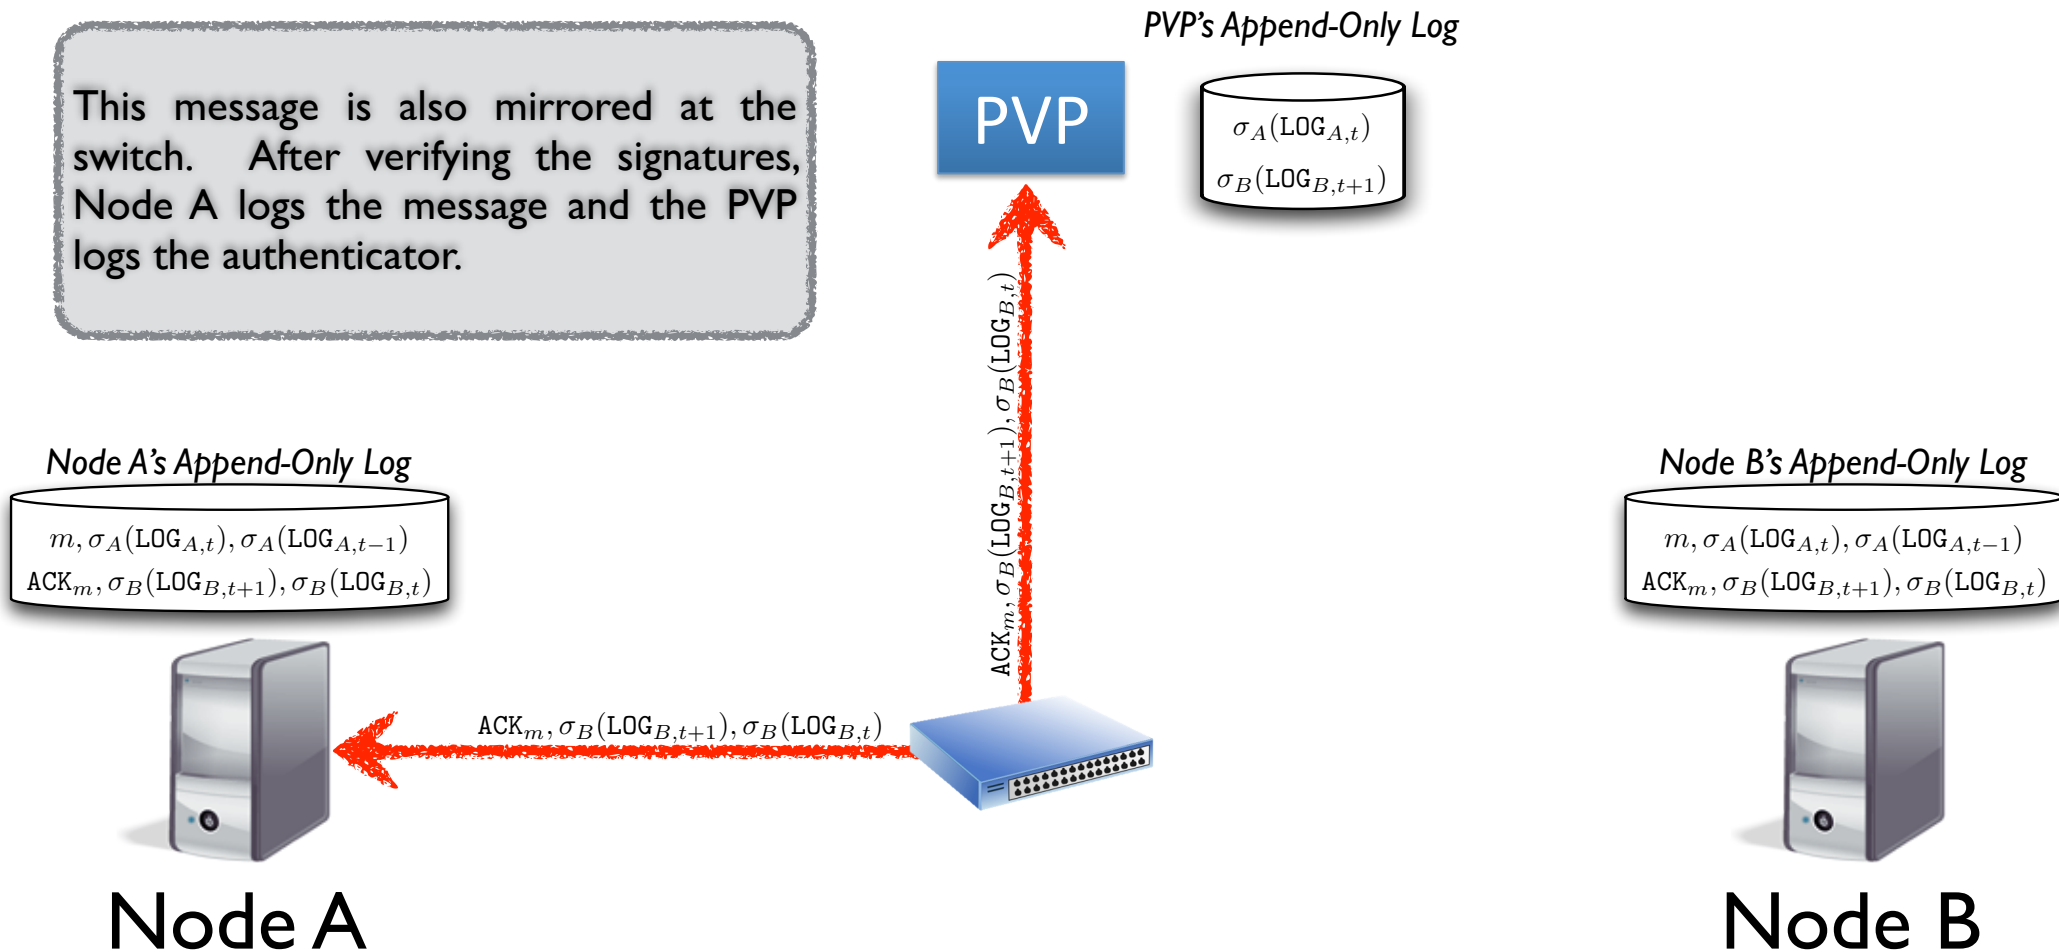 PVP's Append-Only Log
This message is also mirrored at the
switch. After verifying the signatures,
Node A logs the message and the PVP
logs the authenticator.
PVP
σ_A(LOG_{A,t})
σ_B(LOG_{B,t+1})
ACK_m, σ_B(LOG_{B,t+1}), σ_B(LOG_{B,t})
Node A's Append-Only Log
m, σ_A(LOG_{A,t}), σ_A(LOG_{A,t−1})
ACK_m, σ_B(LOG_{B,t+1}), σ_B(LOG_{B,t})
Node B's Append-Only Log
m, σ_A(LOG_{A,t}), σ_A(LOG_{A,t−1})
ACK_m, σ_B(LOG_{B,t+1}), σ_B(LOG_{B,t})
ACK_m, σ_B(LOG_{B,t+1}), σ_B(LOG_{B,t})
Node A
Node B